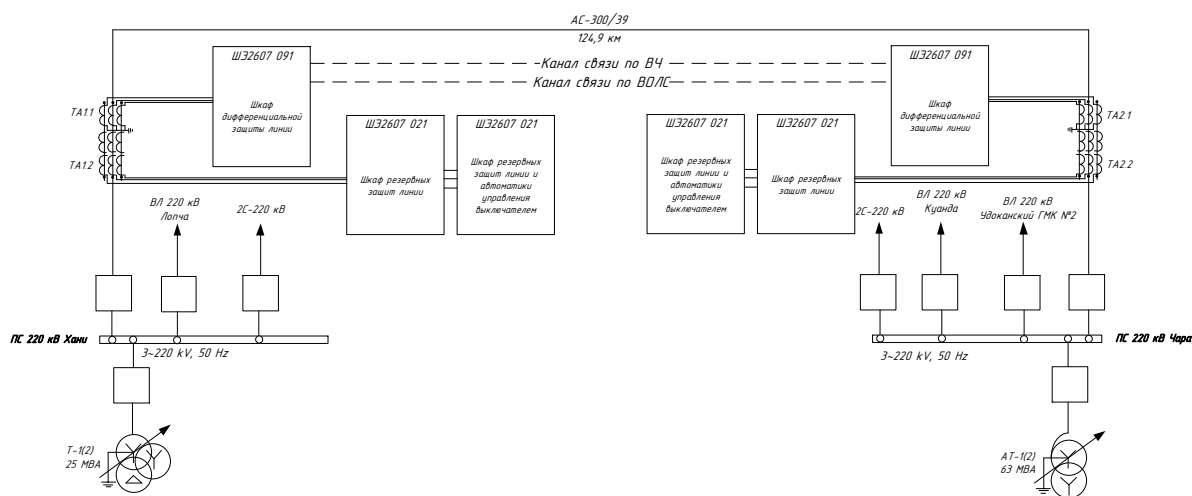 АС-300/39
124,9 км
ШЭ2607 091
Шкаф
дифференциальной
защиты линии
Канал связи по ВЧ
Канал связи по ВОЛС
ШЭ2607 091
Шкаф
дифференциальной
защиты линии
ТА1.1
ТА1.2
ТА2.1
ТА2.2
ШЭ2607 021
Шкаф резервных
защит линии
ШЭ2607 021
Шкаф резервных
защит линии и
автоматики
управления
выключателем
ШЭ2607 021
Шкаф резервных
защит линии и
автоматики
управления
выключателем
ШЭ2607 021
Шкаф резервных
защит линии
ВЛ 220 кВ
Лопча
2С-220 кВ
2С-220 кВ
ВЛ 220 кВ
Куанда
ВЛ 220 кВ
Удоканский ГМК №2
ПС 220 кВ Хани
3~220 kV, 50 Hz
3~220 kV, 50 Hz
ПС 220 кВ Чара
Т-1(2)
25 МВА
АТ-1(2)
63 МВА